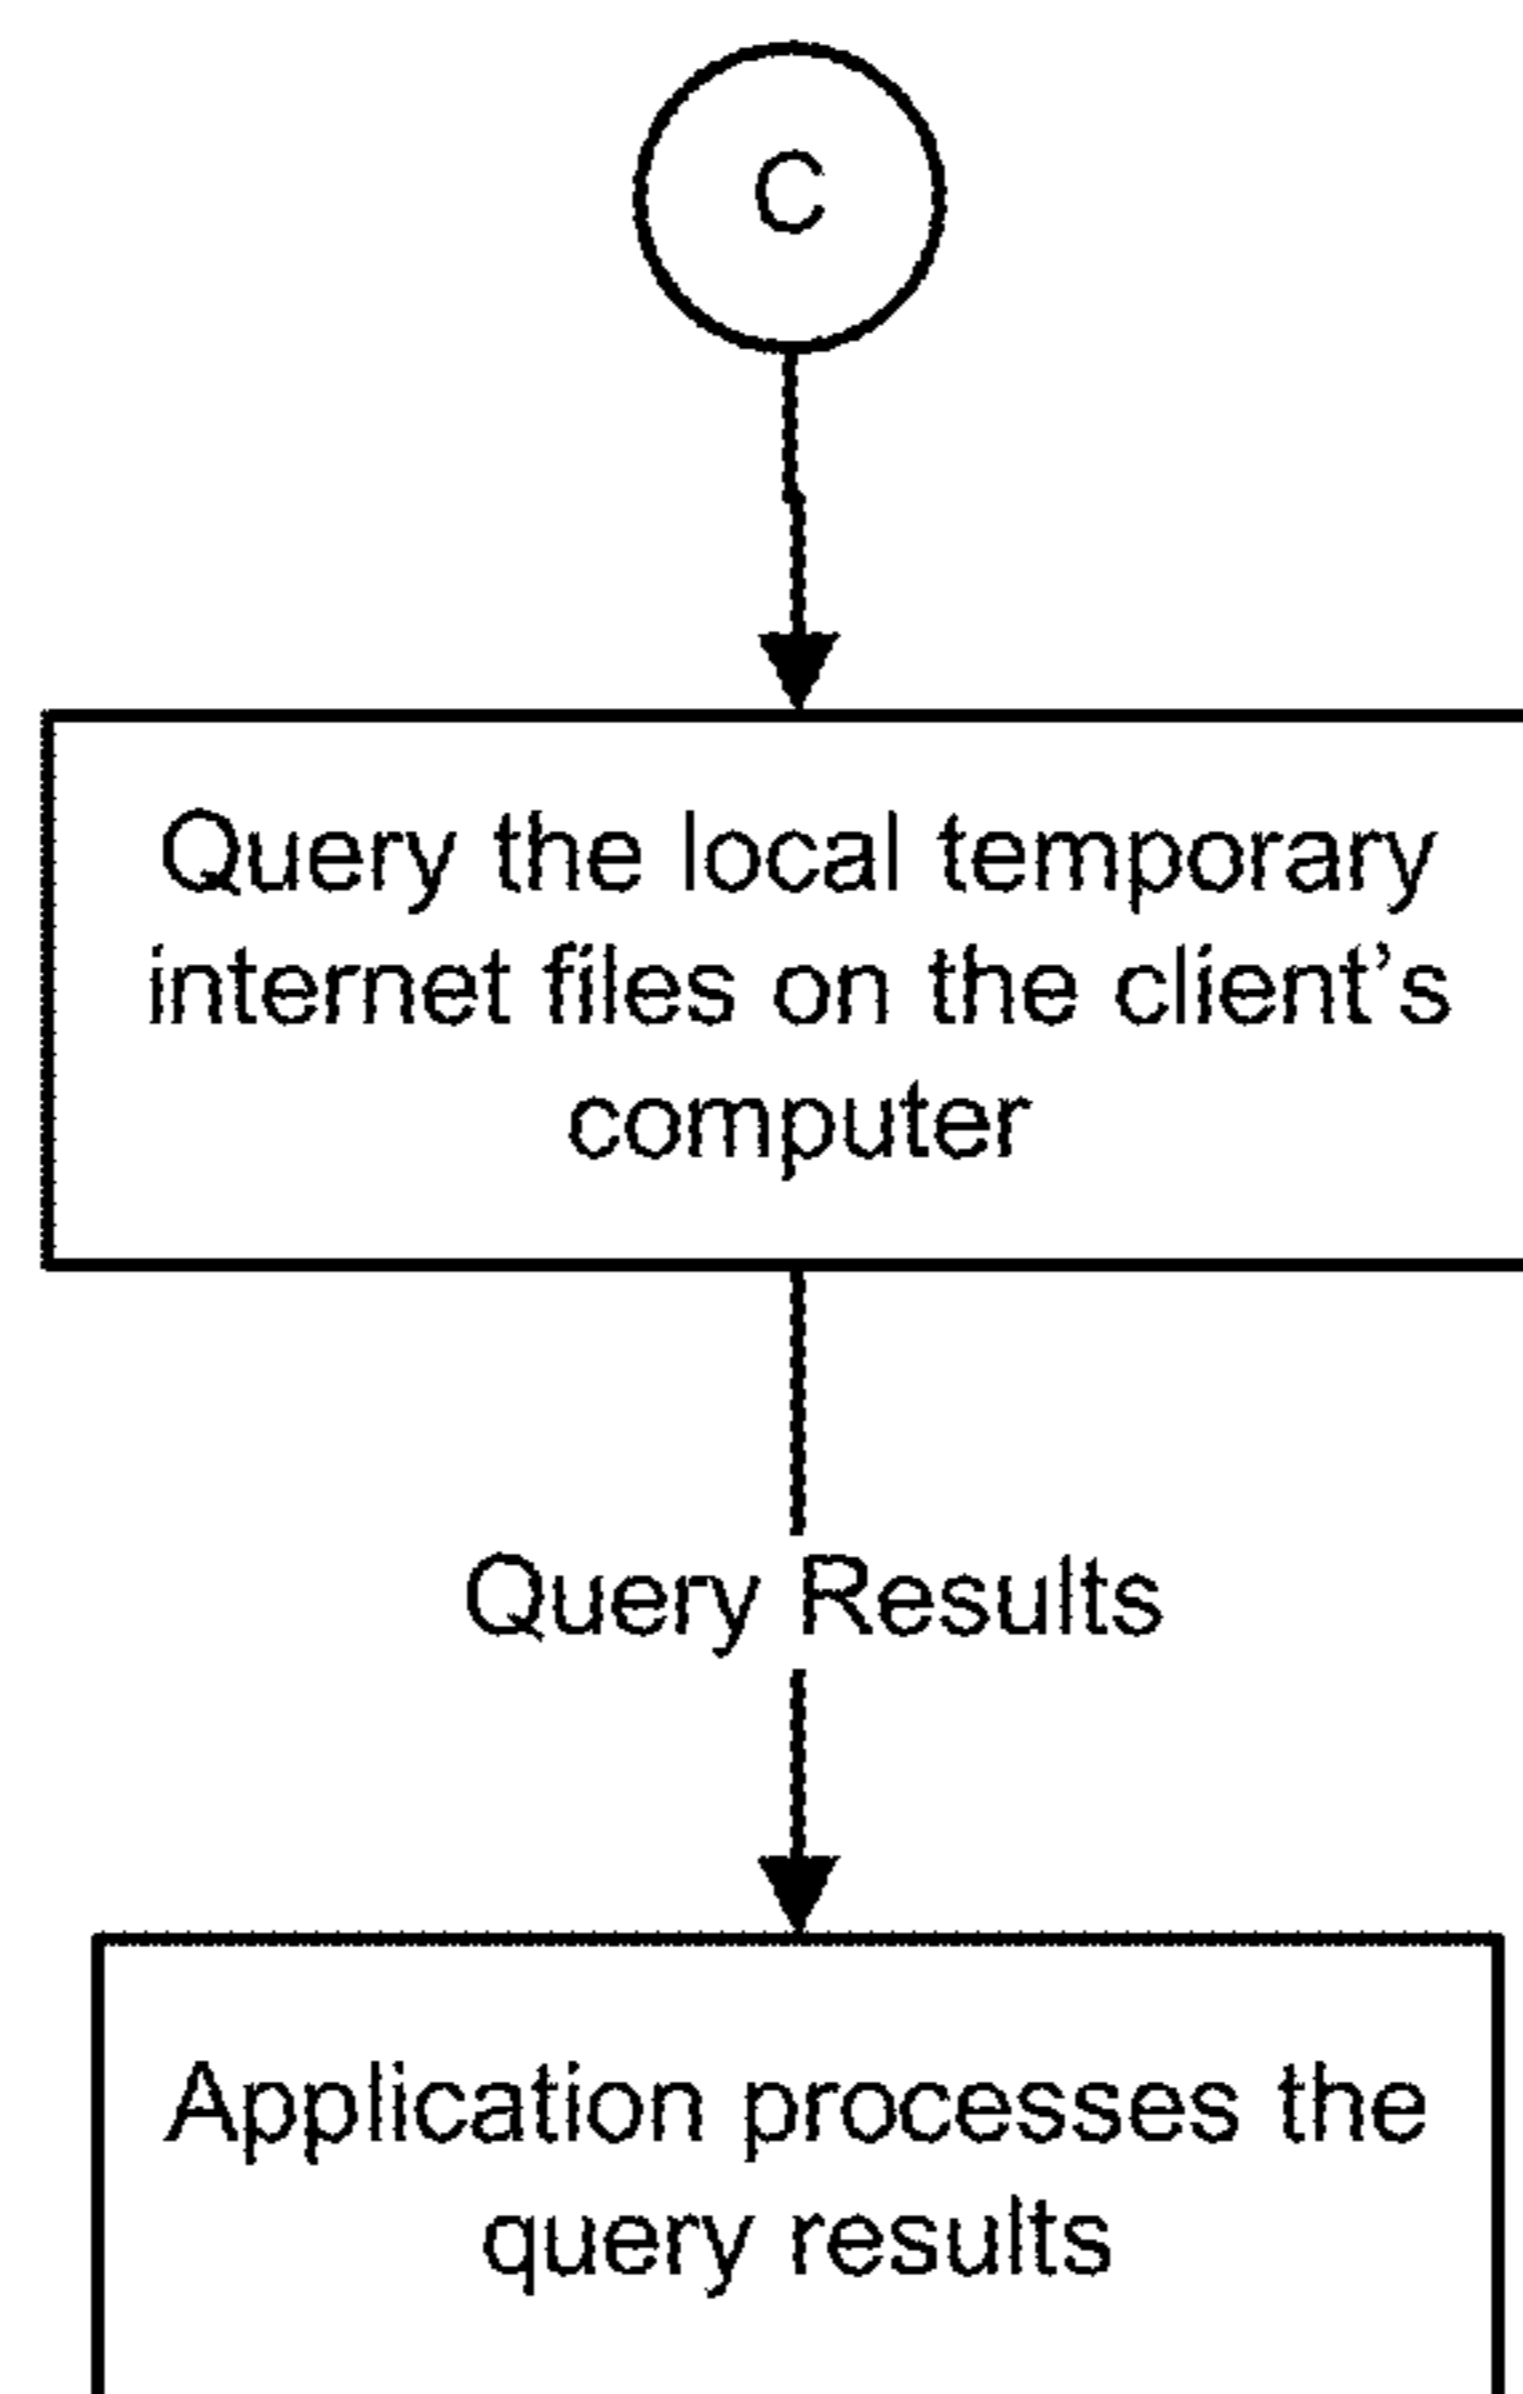 C
Query the local temporary
internet files on the client’s
computer
Query Results
Application processes the
query results